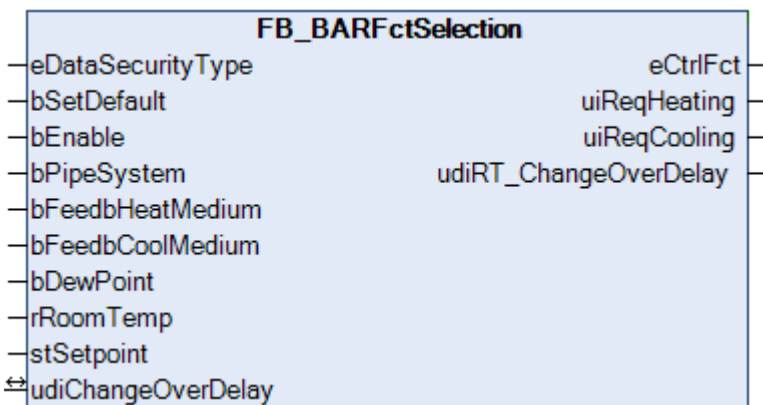 FB_BARFctSelection
eDataSecurityType eCtrlFct
bSetDefault uiReqHeating
bEnable uiReqCooling
bPipeSystem udiRT_ChangeOverDelay
bFeedbHeatMedium
bFeedbCoolMedium
bDewPoint
rRoomTemp
stSetpoint
udiChangeOverDelay